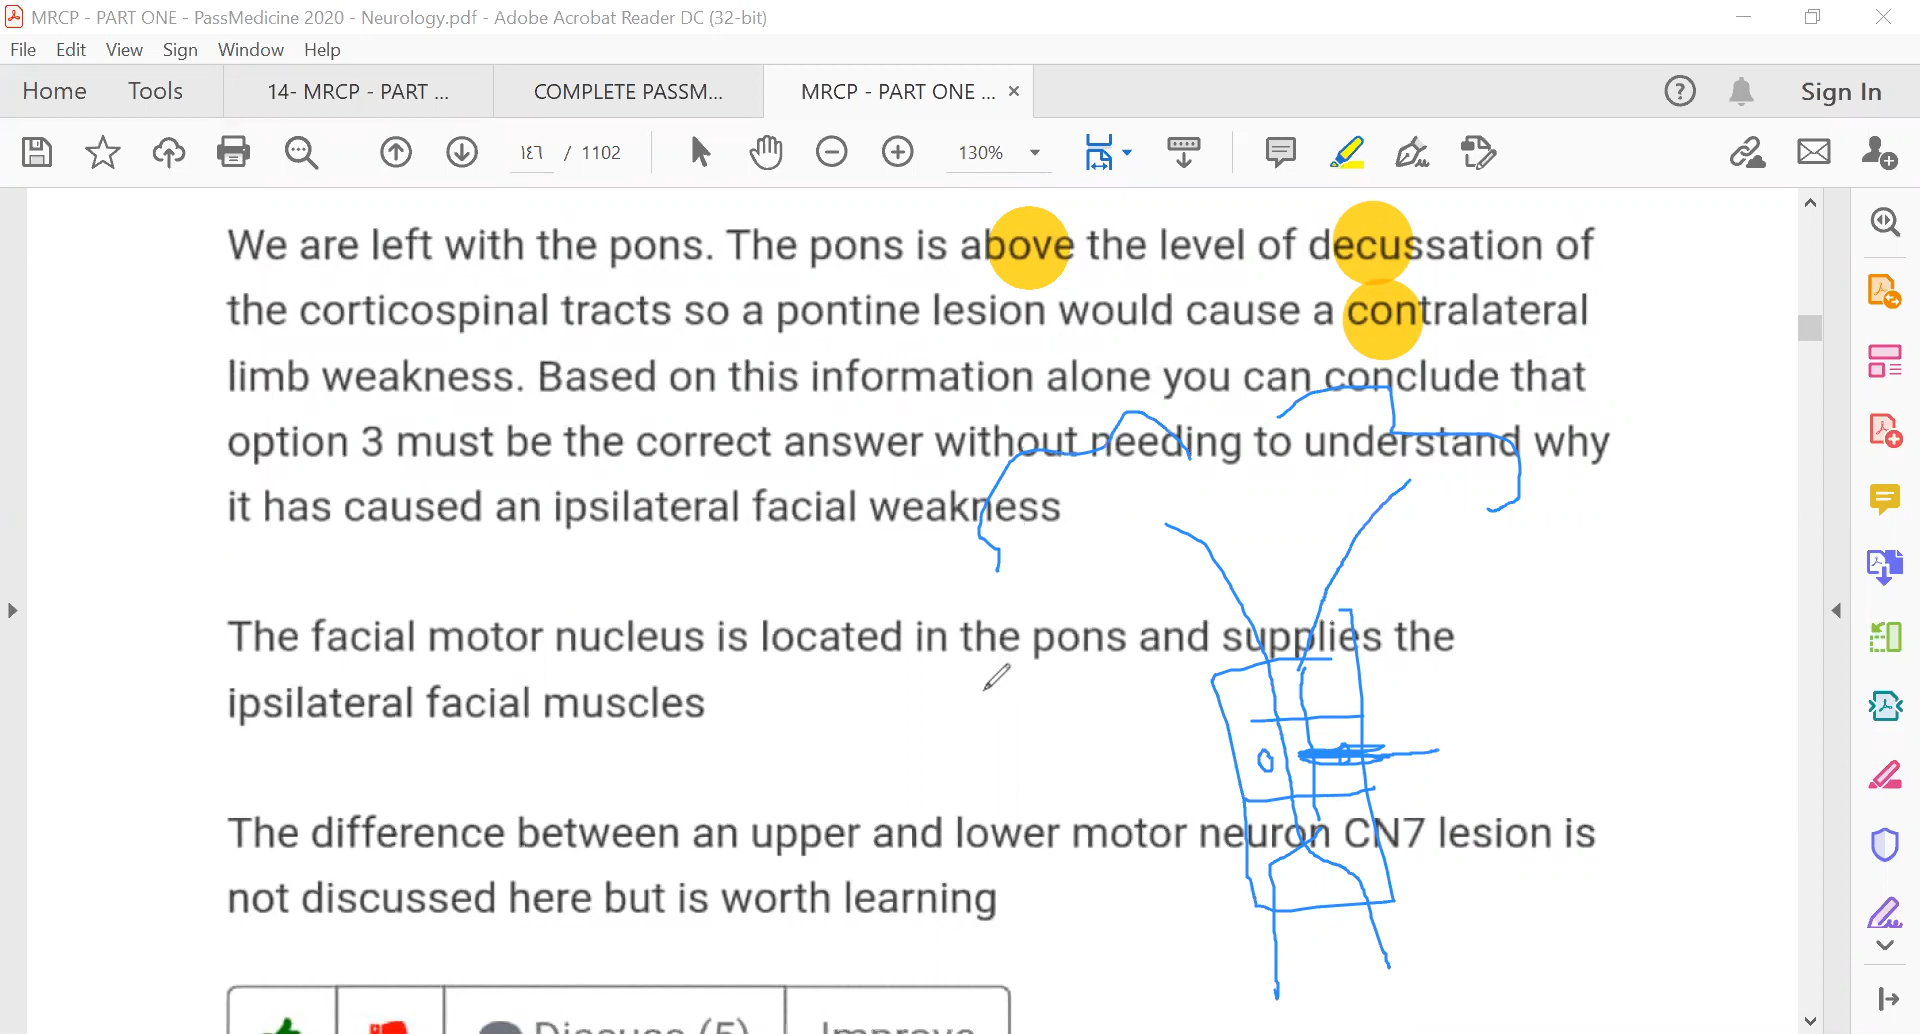 MRCP - PART ONE - PassMedicine 2020 - Neurology.pdf - Adobe Acrobat Reader DC (32-bit)
File Edit View Sign Window Help
Home Tools 14- MRCP - PART ... COMPLETE PASSM... MRCP - PART ONE ... × Sign In
١٤٦ / 1102 130%
We are left with the pons. The pons is above the level of decussation of
the corticospinal tracts so a pontine lesion would cause a contralateral
limb weakness. Based on this information alone you can conclude that
option 3 must be the correct answer without needing to understand why
it has caused an ipsilateral facial weakness
The facial motor nucleus is located in the pons and supplies the
ipsilateral facial muscles
The difference between an upper and lower motor neuron CN7 lesion is
not discussed here but is worth learning
Discuss (5) Improve